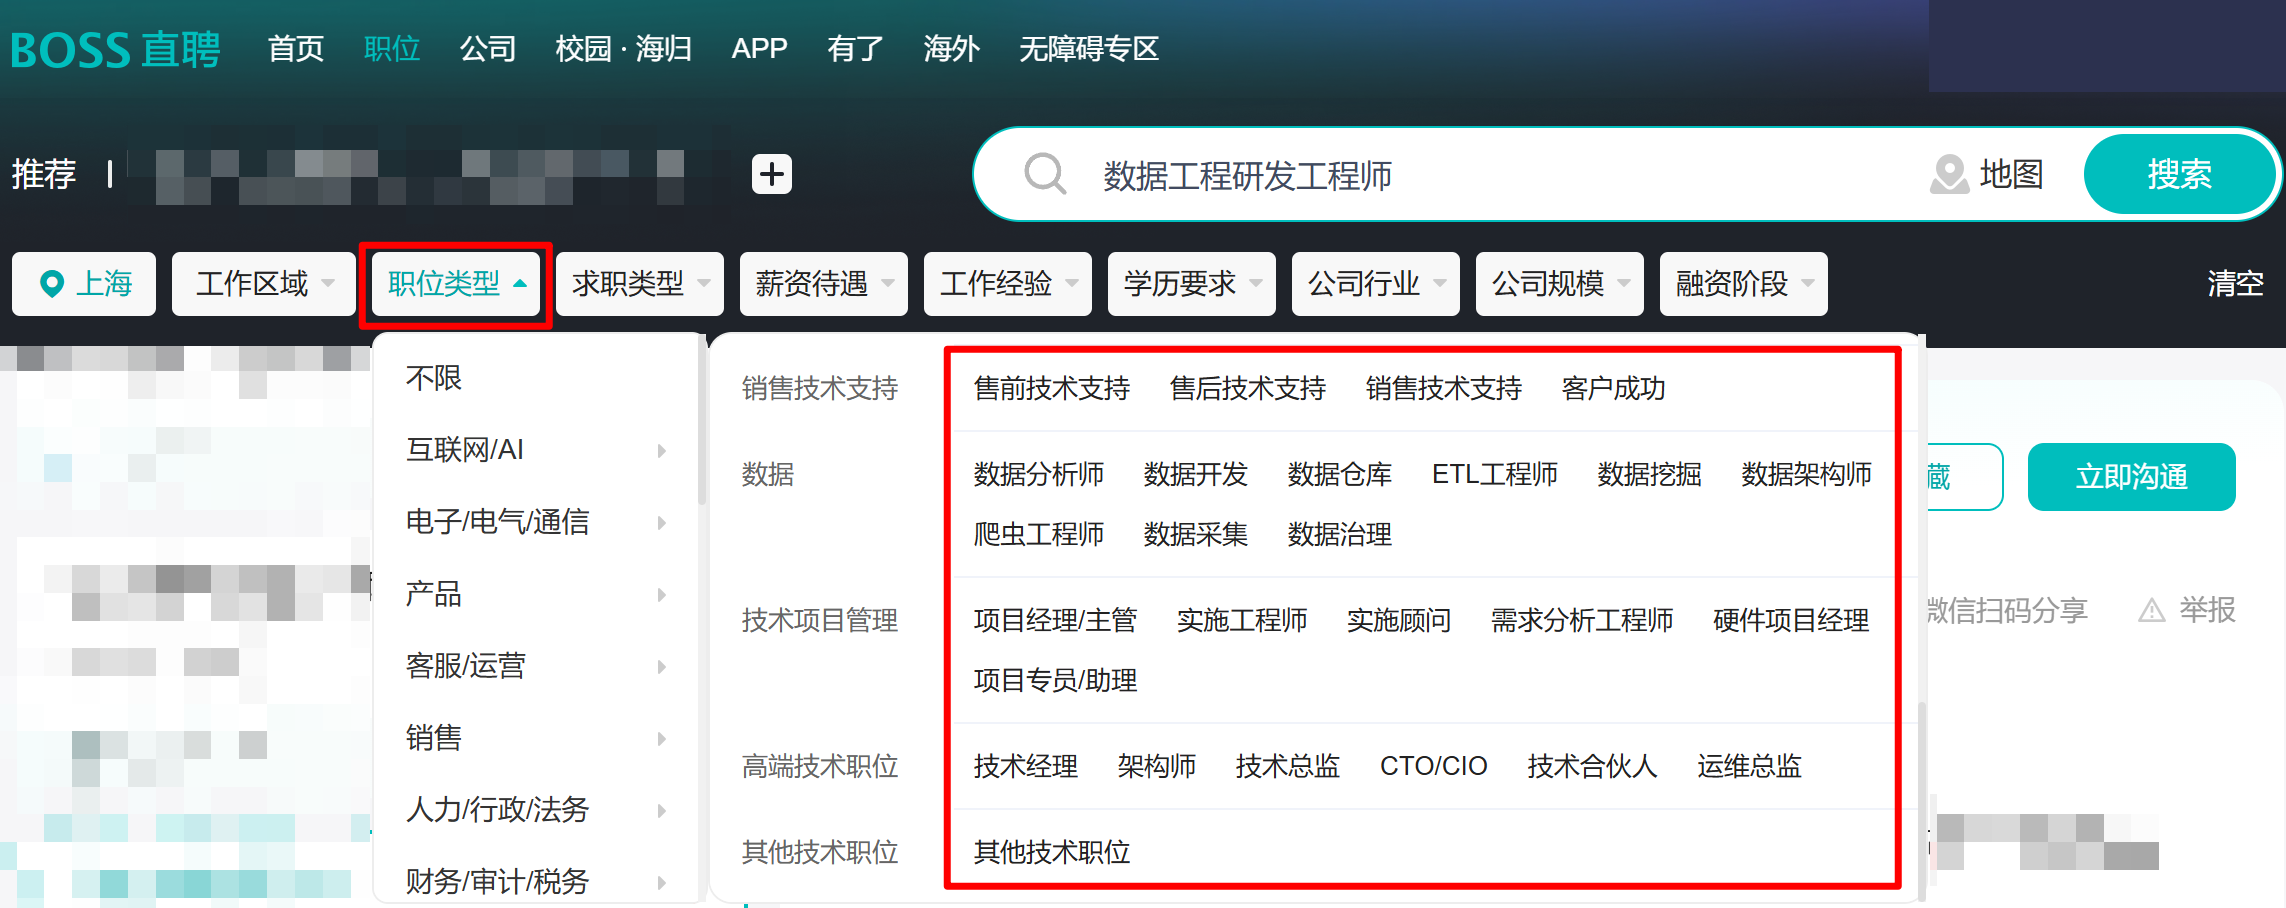 BOSS 直聘 首页 职位 公司 校园 · 海归 APP 有了 海外 无障碍专区
推荐 数据工程研发工程师 地图 搜索
上海 工作区域 职位类型 求职类型 薪资待遇 工作经验 学历要求 公司行业 公司规模 融资阶段 清空
不限
互联网/AI
电子/电气/通信
产品
客服/运营
销售
人力/行政/法务
财务/审计/税务
销售技术支持 售前技术支持 售后技术支持 销售技术支持 客户成功
数据 数据分析师 数据开发 数据仓库 ETL工程师 数据挖掘 数据架构师
爬虫工程师 数据采集 数据治理
技术项目管理 项目经理/主管 实施工程师 实施顾问 需求分析工程师 硬件项目经理
项目专员/助理
高端技术职位 技术经理 架构师 技术总监 CTO/CIO 技术合伙人 运维总监
其他技术职位 其他技术职位
藏 立即沟通
微信扫码分享 举报